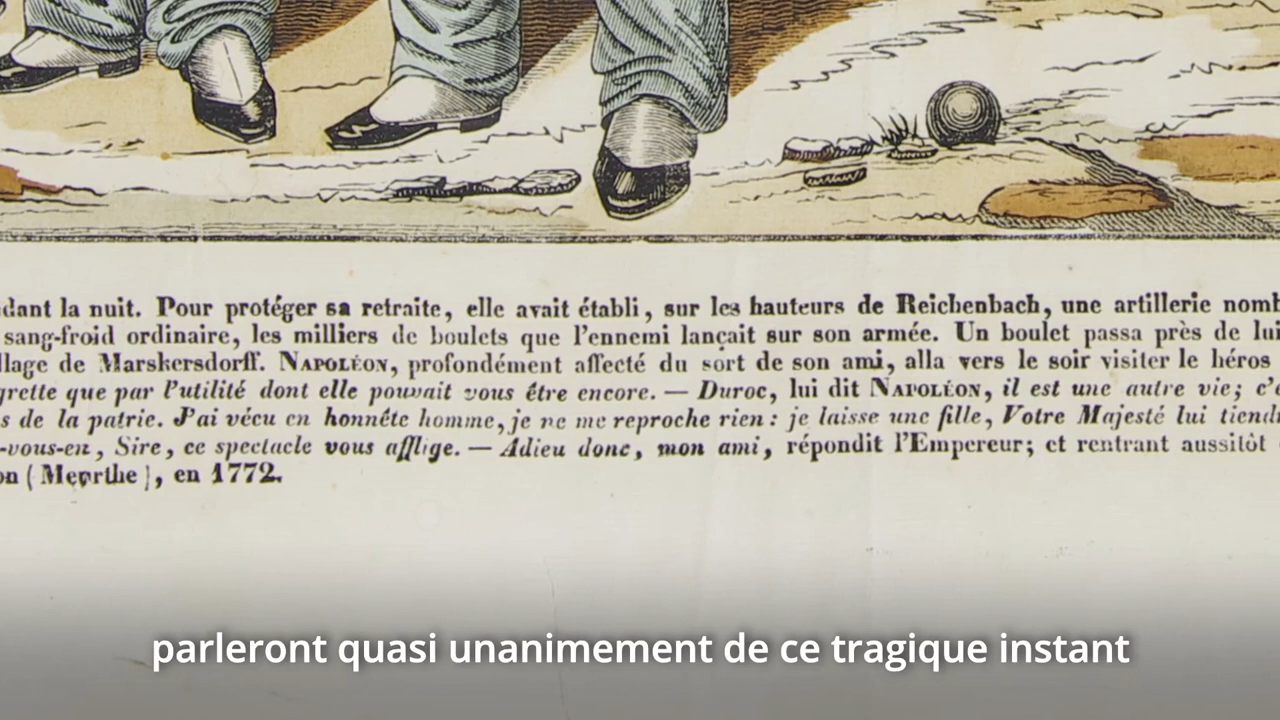 dant la nuit. Pour protéger sa retraite, elle avait établi, sur les hauteurs de Reichenbach, une artillerie nomb
sang-froid ordinaire, les milliers de boulets que l'ennemi lançait sur son armée. Un boulet passa près de lui
llage de Marskersdorff. NAPOLÉON, profondément affecté du sort de son ami, alla vers le soir visiter le héros
grette que par l'utilité dont elle pouvait vous être encore. — Duroc, lui dit NAPOLÉON, il est une autre vie; c'e
s de la patrie. J'ai vécu en honnête homme, je ne me reproche rien: je laisse une fille, Votre Majesté lui tiendr
-vous-en, Sire, ce spectacle vous afflige. — Adieu donc, mon ami, répondit l'Empereur; et rentrant aussitôt
on (Meurthe), en 1772.
parleront quasi unanimement de ce tragique instant